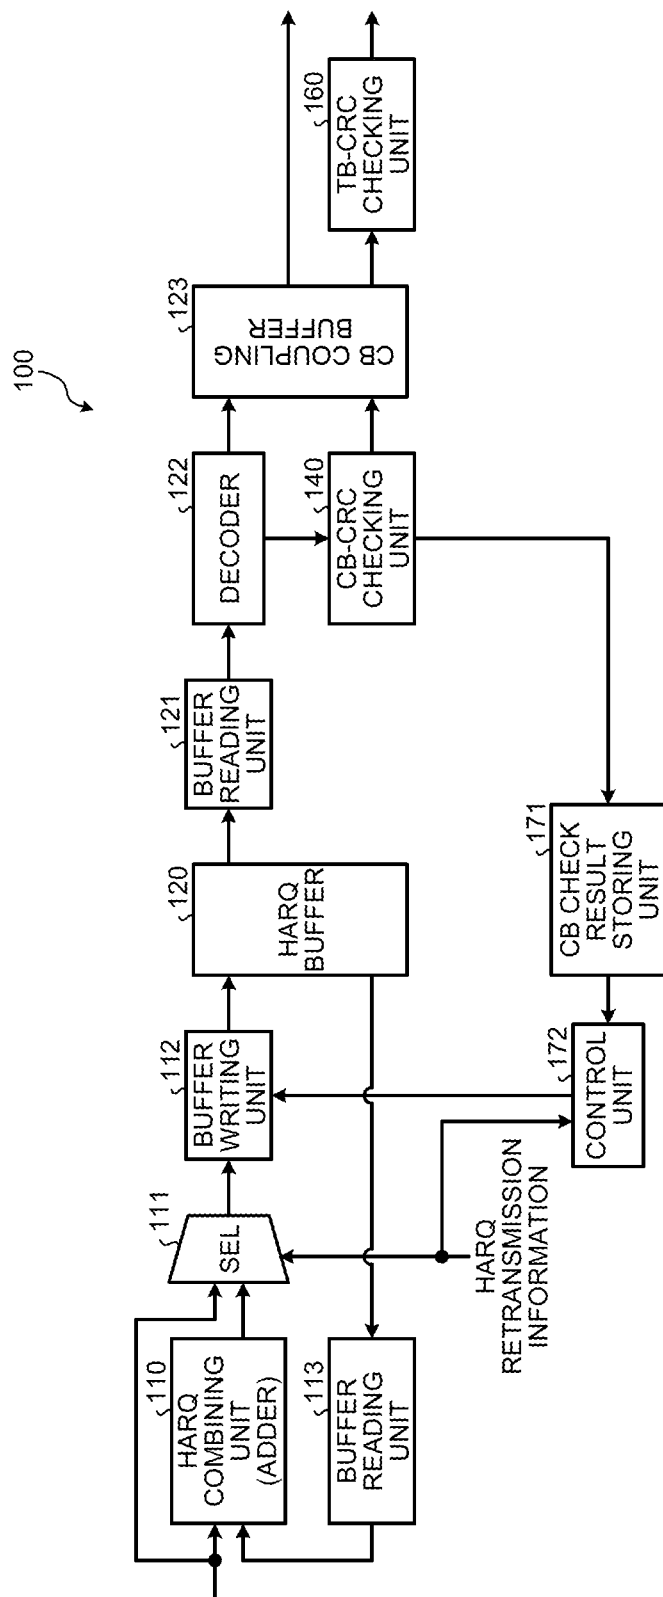 100
110
HARQ
COMBINING
UNIT
(ADDER)
111
SEL
112
BUFFER
WRITING
UNIT
120
HARQ
BUFFER
121
BUFFER
READING
UNIT
122
DECODER
123
CB COUPLING
BUFFER
113
BUFFER
READING
UNIT
140
CB-CRC
CHECKING
UNIT
160
TB-CRC
CHECKING
UNIT
HARQ
RETRANSMISSION
INFORMATION
172
CONTROL
UNIT
171
CB CHECK
RESULT
STORING
UNIT